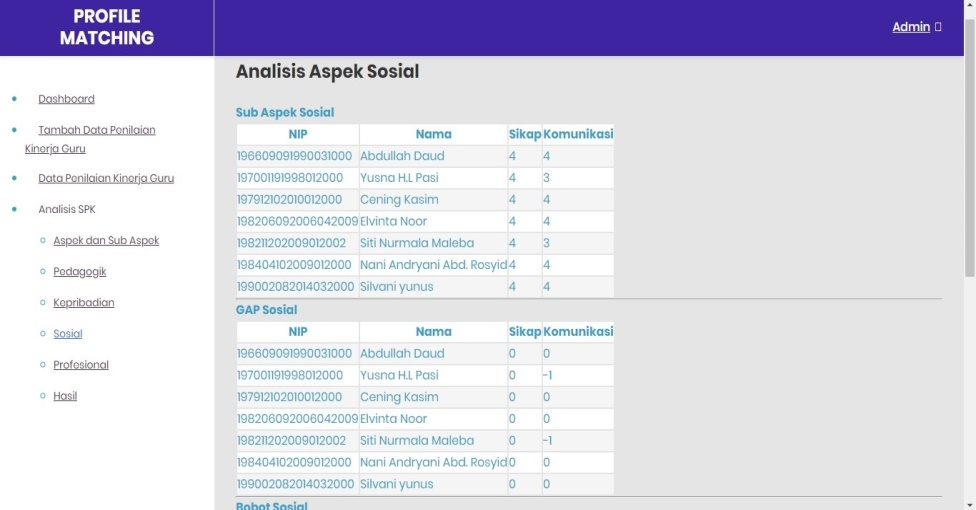 PROFILE
MATCHING
Admin
Dashboard
Tambah Data Penilaian
Kinerja Guru
Data Penilaian Kinerja Guru
Analisis SPK
Aspek dan Sub Aspek
Pedagogik
Kepribadian
Sosial
Profesional
Hasil
Analisis Aspek Sosial
Sub Aspek Sosial
NIP Nama Sikap Komunikasi
196609091990031000 Abdullah Daud 4 4
197001191998012000 Yusna H.L Pasi 4 3
197912102010012000 Cening Kasim 4 4
198206092006042009 Elvinta Noor 4 4
198211202009012002 Siti Nurmala Maleba 4 3
198404102009012000 Nani Andryani Abd. Rosyid 4 4
199002082014032000 Silvani yunus 4 4
GAP Sosial
NIP Nama Sikap Komunikasi
196609091990031000 Abdullah Daud 0 0
197001191998012000 Yusna H.L Pasi 0 -1
197912102010012000 Cening Kasim 0 0
198206092006042009 Elvinta Noor 0 0
198211202009012002 Siti Nurmala Maleba 0 -1
198404102009012000 Nani Andryani Abd. Rosyid 0 0
199002082014032000 Silvani yunus 0 0
Bobot Sosial